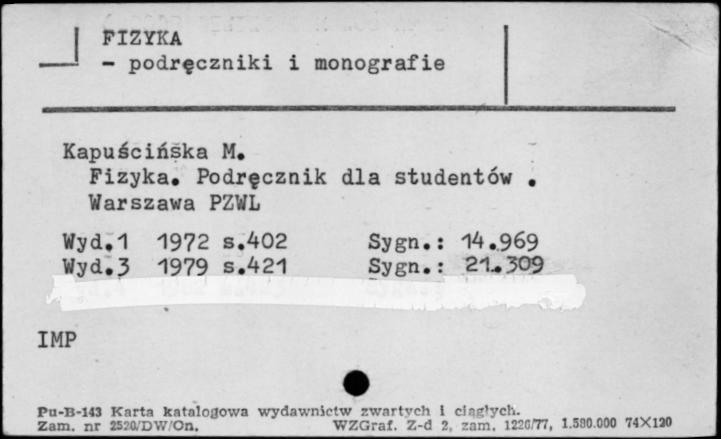 FIZYKA
- podręczniki i monografie
Kapuścińska M.
Fizyka. Podręcznik dla studentów .
Warszawa PZWL
Wyd.1 1972 s.402 Sygn.: 14.969
Wyd.3 1979 s.421 Sygn.: 21.309
IMP
Pu-B-143 Karta katalogowa wydawnictw zwartych i ciągłych.
Zam. nr 2520/DW/On. WZGraf. Z-d 2, zam. 1226/77, 1.580.000 74X120